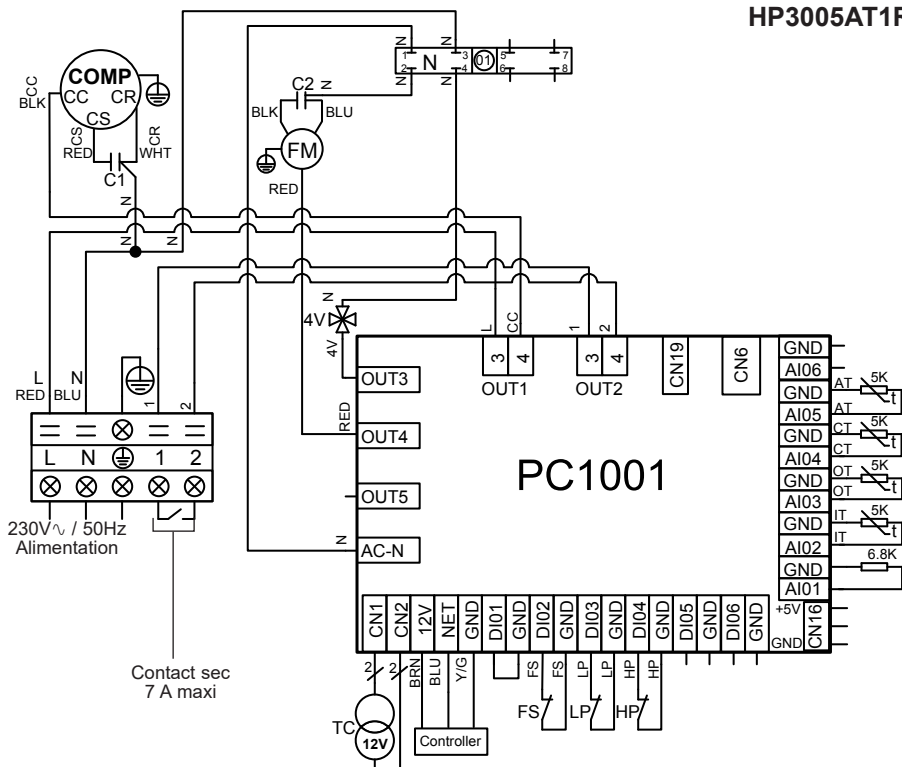 HP3005AT1F
N
N
1
3
5
7
N
01
2
4
6
8
N
N
COMP
CC
CR
CS
CC
BLK
CS
RED
CR
WHT
C1
C2
N
BLK
BLU
FM
RED
N
N
N
N
4V
4V
L
CC
1
2
L
N
RED
BLU
1
2
L N 1 2
230V∿ / 50Hz
Alimentation
Contact sec
7 A maxi
RED
N
OUT3
OUT4
OUT5
AC-N
3 4
OUT1
3 4
OUT2
CN19
CN6
PC1001
GND
AI06
GND
AI05
GND
AI04
GND
AI03
GND
AI02
GND
AI01
+5V
CN16
GND
AT
5K
t
AT
CT
5K
t
CT
OT
5K
t
OT
IT
5K
t
IT
6.8K
CN1
CN2
12V
NET
GND
DI01
GND
DI02
GND
DI03
GND
DI04
GND
DI05
GND
DI06
GND
2
2
BRN
BLU
Y/G
FS
FS
LP
LP
HP
HP
TC
12V
Controller
FS
LP
HP